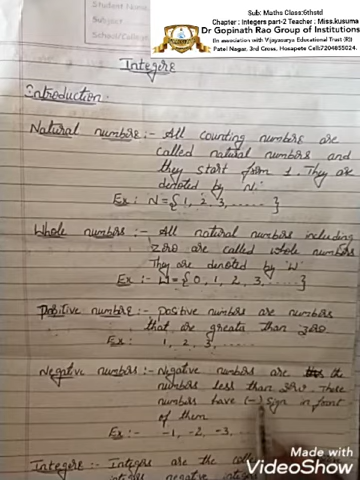 Student Name
Subject
School/Colleg
Sub: Maths Class:6thstd
Chapter : Integers part-2 Teacher : Miss.kusuma
Dr Gopinath Rao Group of Institutions
(In association with Vijayasarya Educational Trust (R))
Patel Nagar, 3rd Cross, Hosapete Cell:7204655024.
Integers
Introduction
Natural numbers :- All counting numbers are
called natural numbers and
they start from 1. They are
denoted by 'N'
Ex : N = { 1, 2, 3, ...... }
Whole numbers :- All natural numbers including
zero are called whole numbers
They are denoted by 'W'
Ex :- W = { 0, 1, 2, 3, ...... }
Positive numbers :- positive numbers are numbers
that are greater than zero
Ex : 1, 2, 3, ......
Negative numbers :- Negative numbers are the
numbers less than zero. These
numbers have (-) sign in front
of them
Ex :- -1, -2, -3, ....
Integers :- Integers are the
negative
Made with
VideoShow